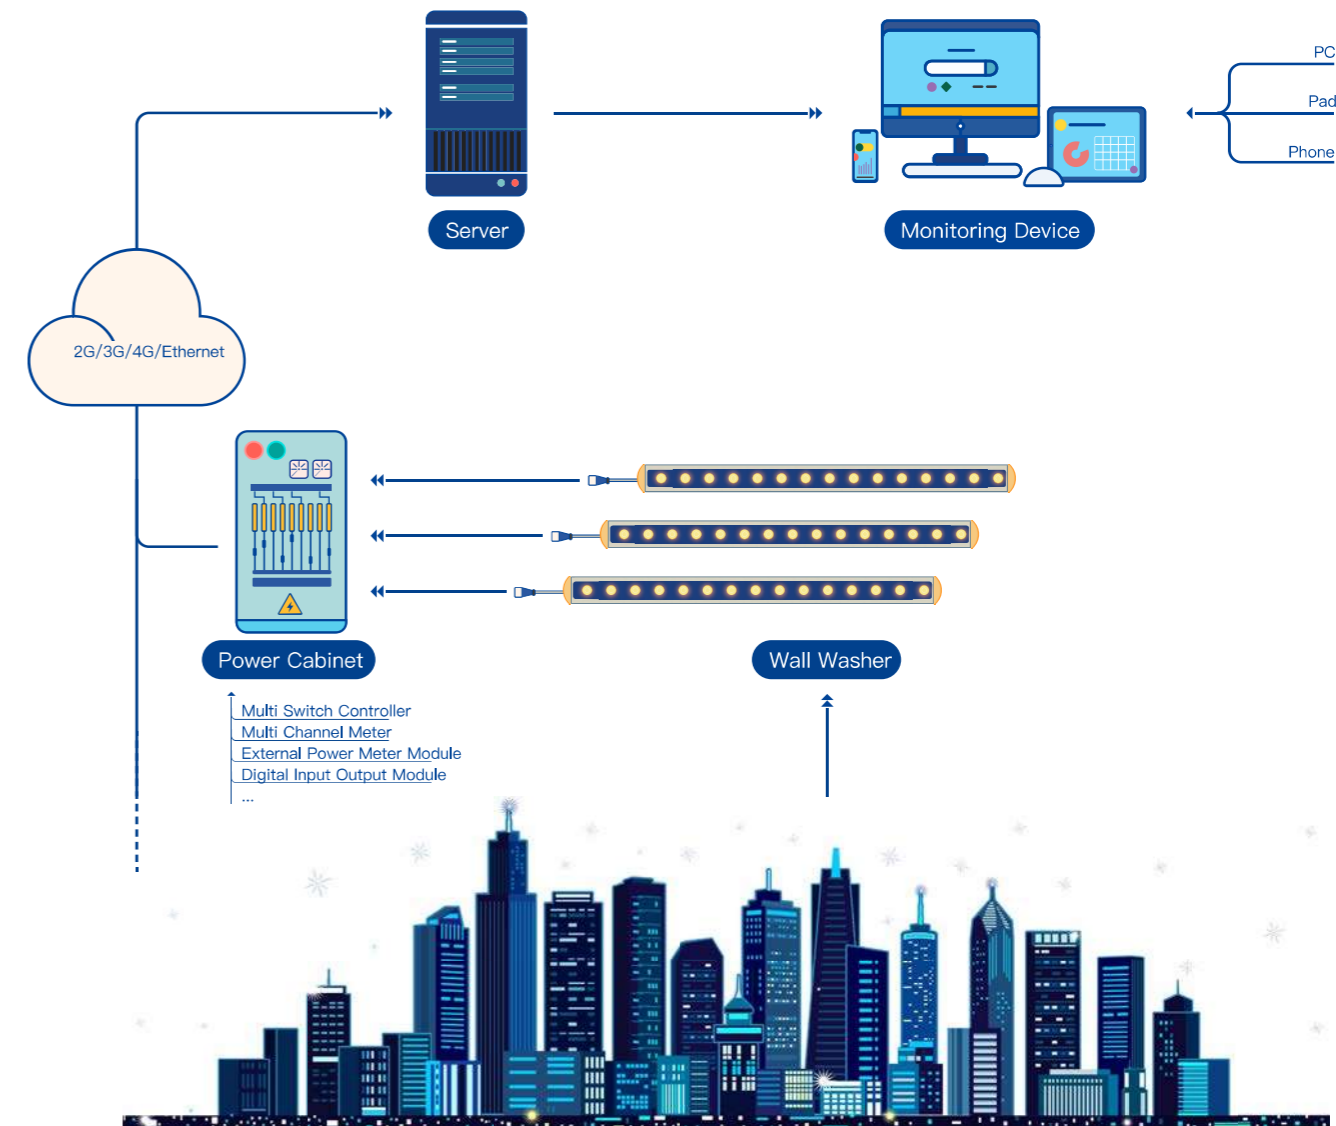 PC
Pad
Phone
Server
Monitoring Device
2G/3G/4G/Ethernet
Power Cabinet
Wall Washer
Multi Switch Controller
Multi Channel Meter
External Power Meter Module
Digital Input Output Module
...